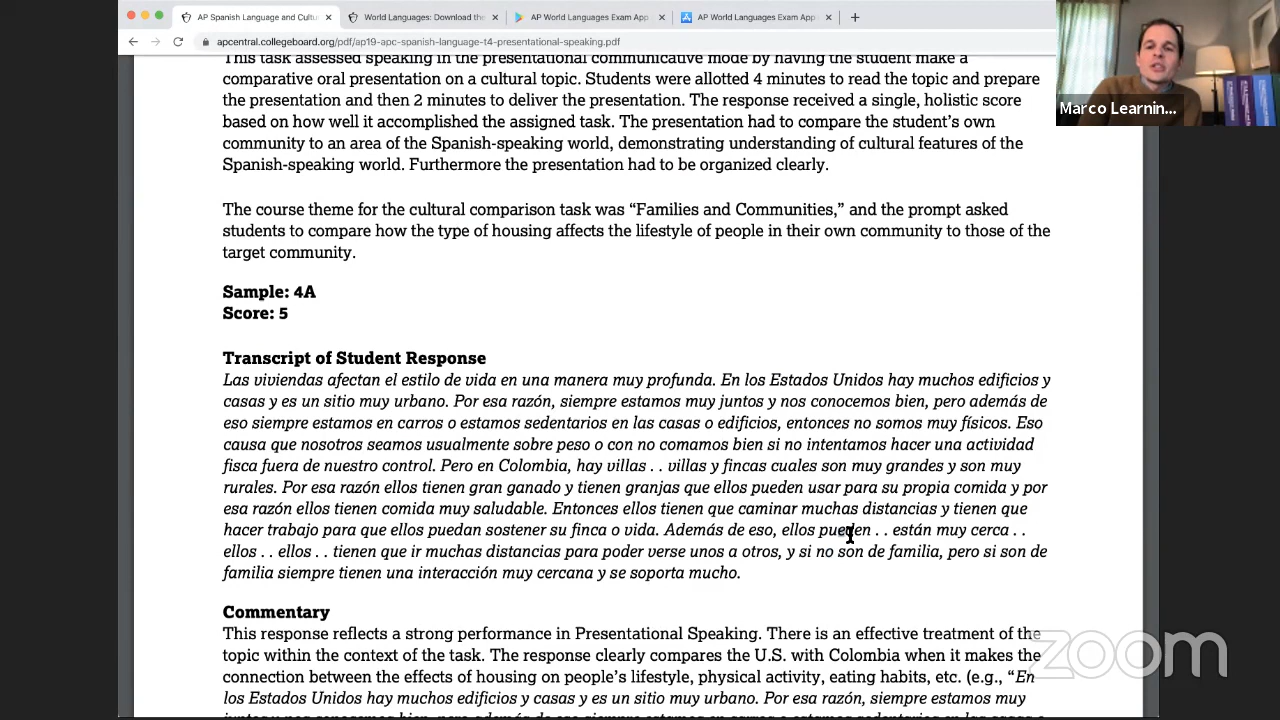 AP Spanish Language and Cultu
World Languages: Download the
AP World Languages Exam App
AP World Languages Exam App
apcentral.collegeboard.org/pdf/ap19-apc-spanish-language-t4-presentational-speaking.pdf
Marco Learnin...
This task assessed speaking in the presentational communicative mode by having the student make a
comparative oral presentation on a cultural topic. Students were allotted 4 minutes to read the topic and prepare
the presentation and then 2 minutes to deliver the presentation. The response received a single, holistic score
based on how well it accomplished the assigned task. The presentation had to compare the student's own
community to an area of the Spanish-speaking world, demonstrating understanding of cultural features of the
Spanish-speaking world. Furthermore the presentation had to be organized clearly.
The course theme for the cultural comparison task was “Families and Communities,” and the prompt asked
students to compare how the type of housing affects the lifestyle of people in their own community to those of the
target community.
Sample: 4A
Score: 5
Transcript of Student Response
Las viviendas afectan el estilo de vida en una manera muy profunda. En los Estados Unidos hay muchos edificios y
casas y es un sitio muy urbano. Por esa razón, siempre estamos muy juntos y nos conocemos bien, pero además de
eso siempre estamos en carros o estamos sedentarios en las casas o edificios, entonces no somos muy físicos. Eso
causa que nosotros seamos usualmente sobre peso o con no comamos bien si no intentamos hacer una actividad
fisca fuera de nuestro control. Pero en Colombia, hay villas . . villas y fincas cuales son muy grandes y son muy
rurales. Por esa razón ellos tienen gran ganado y tienen granjas que ellos pueden usar para su propia comida y por
esa razón ellos tienen comida muy saludable. Entonces ellos tienen que caminar muchas distancias y tienen que
hacer trabajo para que ellos puedan sostener su finca o vida. Además de eso, ellos pueden . . están muy cerca . .
ellos . . ellos . . tienen que ir muchas distancias para poder verse unos a otros, y si no son de familia, pero si son de
familia siempre tienen una interacción muy cercana y se soporta mucho.
Commentary
This response reflects a strong performance in Presentational Speaking. There is an effective treatment of the
topic within the context of the task. The response clearly compares the U.S. with Colombia when it makes the
connection between the effects of housing on people's lifestyle, physical activity, eating habits, etc. (e.g., “En
los Estados Unidos hay muchos edificios y casas y es un sitio muy urbano. Por esa razón, siempre estamos muy
zoom